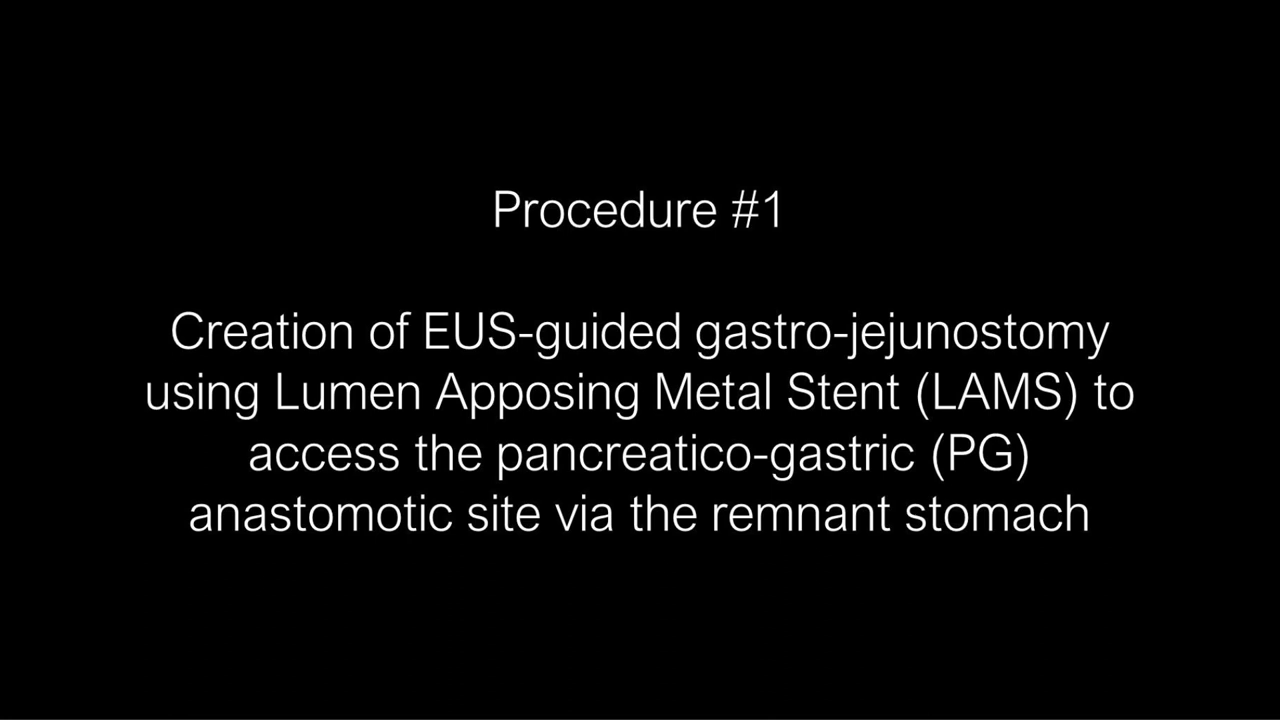 Procedure #1
Creation of EUS-guided gastro-jejunostomy
using Lumen Apposing Metal Stent (LAMS) to
access the pancreatico-gastric (PG)
anastomotic site via the remnant stomach